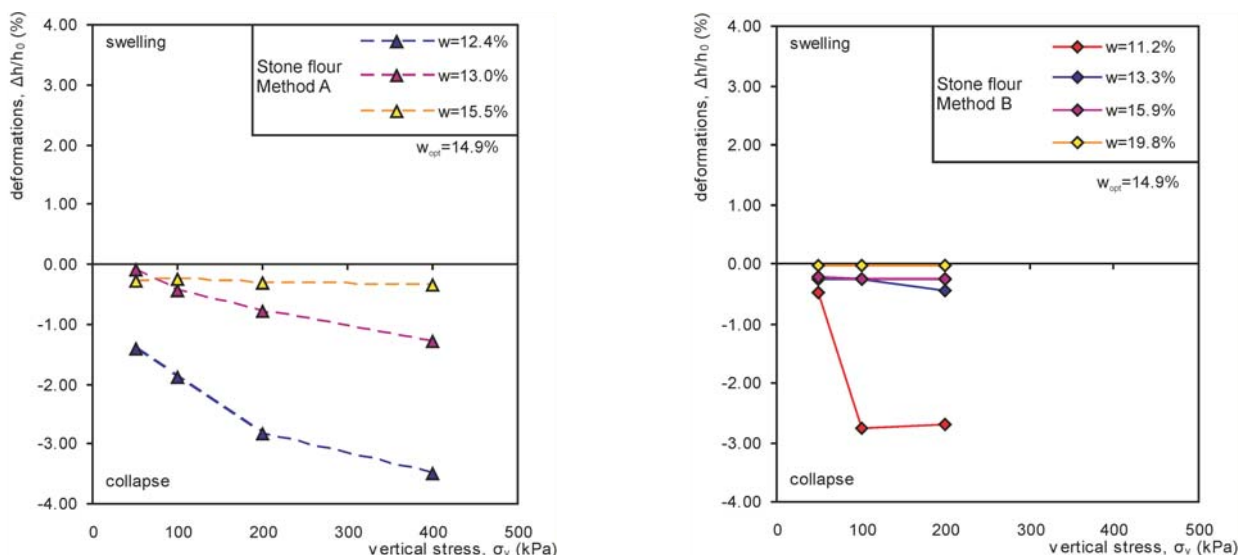 deformations, Δh/h₀ (%)
4.00
3.00
2.00
1.00
0.00
-1.00
-2.00
-3.00
-4.00
swelling
Stone flour
Method A
w=12.4%
w=13.0%
w=15.5%
wₒₚₜ=14.9%
collapse
0
100
200
300
400
500
vertical stress, σᵥ (kPa)
deformations, Δh/h₀ (%)
4.00
3.00
2.00
1.00
0.00
-1.00
-2.00
-3.00
-4.00
swelling
Stone flour
Method B
w=11.2%
w=13.3%
w=15.9%
w=19.8%
wₒₚₜ=14.9%
collapse
0
100
200
300
400
500
vertical stress, σᵥ (kPa)